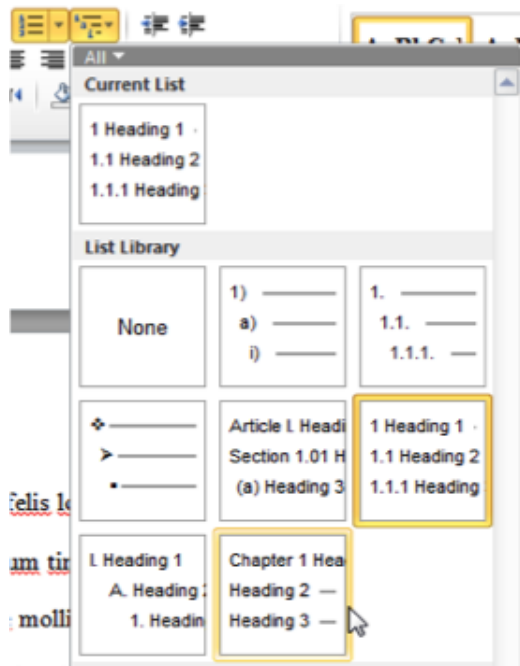 All
Current List
1 Heading 1
1.1 Heading 2
1.1.1 Heading
List Library
None
1)
a)
i)
1.
1.1.
1.1.1.
Article I. Headi
Section 1.01 H
(a) Heading 3
1 Heading 1
1.1 Heading 2
1.1.1 Heading
I. Heading 1
A. Heading 2
1. Headin
Chapter 1 Hea
Heading 2
Heading 3
felis
um tin
molli